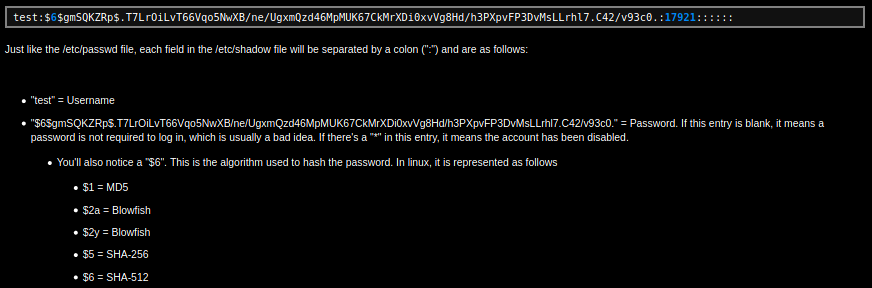 test:$6$gmSQKZRp$.T7LrOiLvT66Vqo5NwXB/ne/UgxmQzd46MpMUK67CkMrXDi0xvVg8Hd/h3PXpvFP3DvMsLLrhl7.C42/v93c0.:17921::::::
Just like the /etc/passwd file, each field in the /etc/shadow file will be separated by a colon (":") and are as follows:
• "test" = Username
• "$6$gmSQKZRp$.T7LrOiLvT66Vqo5NwXB/ne/UgxmQzd46MpMUK67CkMrXDi0xvVg8Hd/h3PXpvFP3DvMsLLrhl7.C42/v93c0." = Password. If this entry is blank, it means a
password is not required to log in, which is usually a bad idea. If there's a "*" in this entry, it means the account has been disabled.
• You'll also notice a "$6". This is the algorithm used to hash the password. In linux, it is represented as follows
• $1 = MD5
• $2a = Blowfish
• $2y = Blowfish
• $5 = SHA-256
• $6 = SHA-512